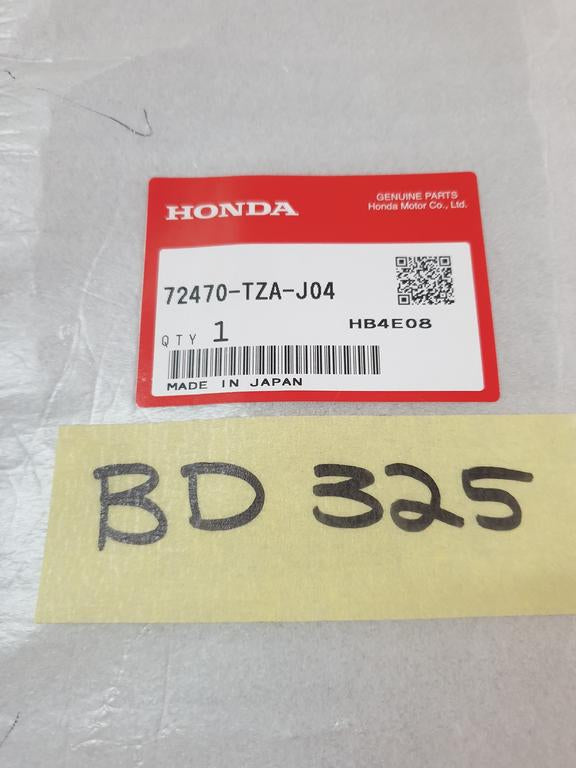 HONDA
GENUINE PARTS
Honda Motor Co., Ltd.
72470-TZA-J04
HB4E08
QTY 1
MADE IN JAPAN
BD 325